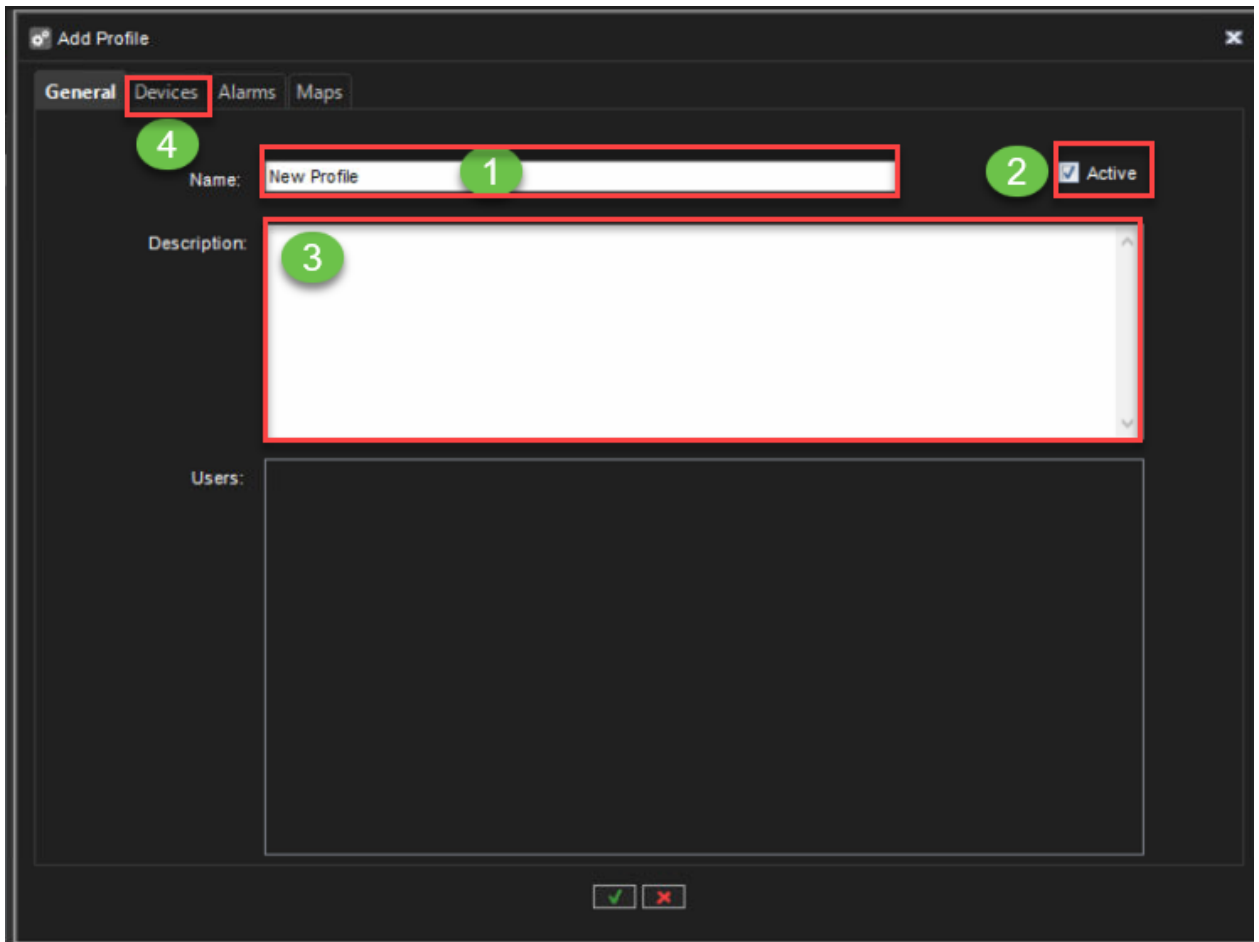 Add Profile
General Devices Alarms Maps
4
Name: New Profile 1 2 Active
Description: 3
Users: